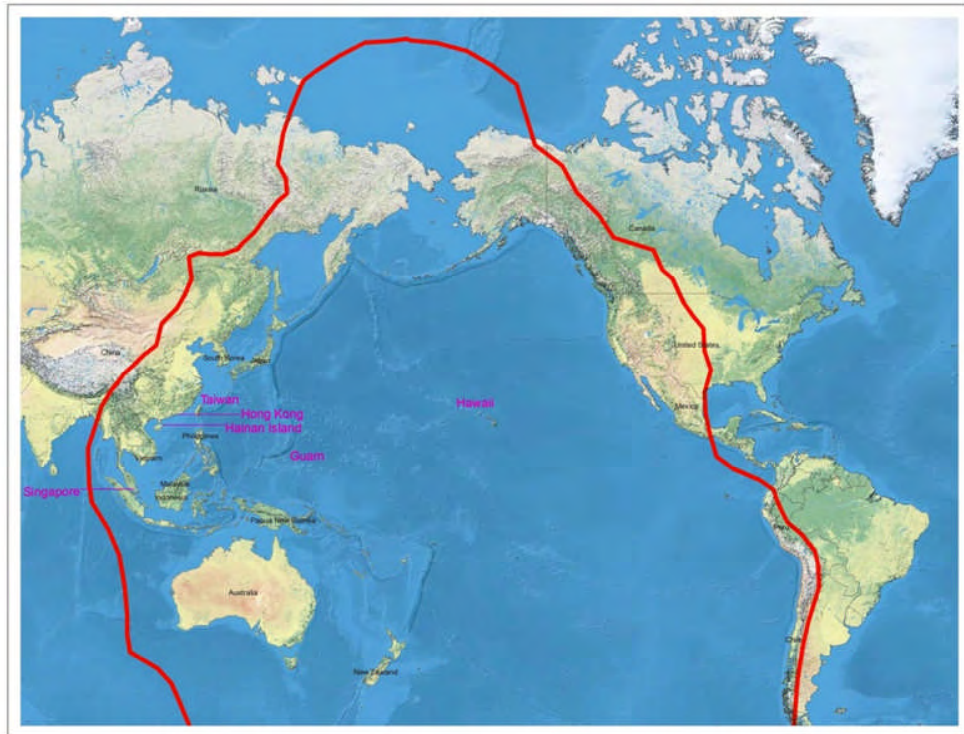 Russia
Canada
United States
China
South Korea
Japan
Taiwan
Hawaii
Mexico
Hong Kong
Hainan Island
Philippines
Vietnam
Guam
Malaysia
Singapore
Indonesia
Papua New Guinea
Peru
Australia
Chile
New Zealand